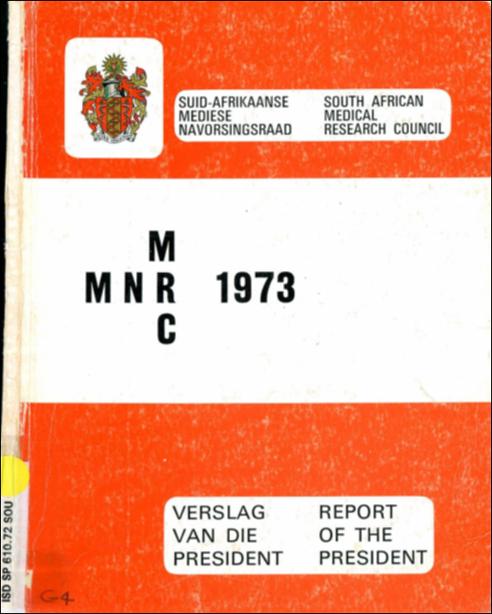 SUID-AFRIKAANSE
MEDIESE
NAVORSINGSRAAD
SOUTH AFRICAN
MEDICAL
RESEARCH COUNCIL
M
MNR 1973
C
VERSLAG
VAN DIE
PRESIDENT
REPORT
OF THE
PRESIDENT
ISD SP 610.72 SOU
G4